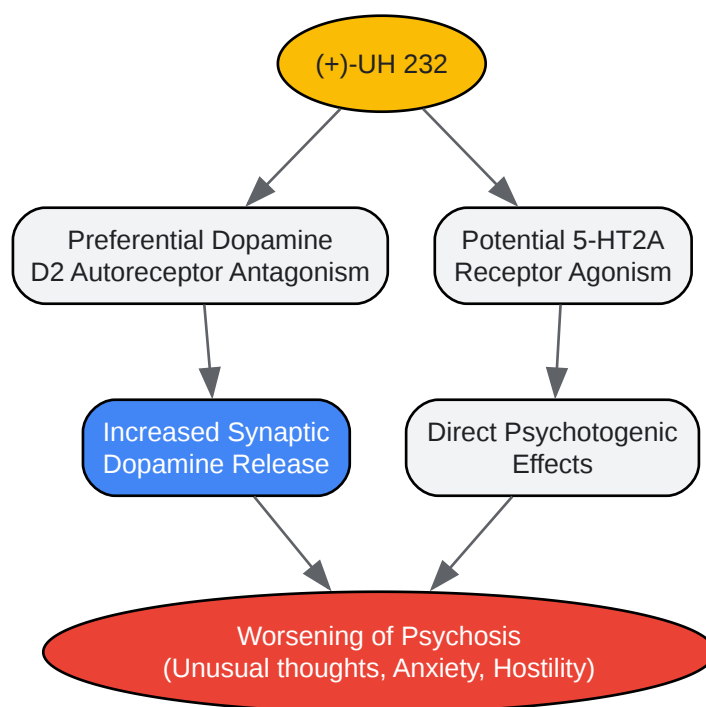 (+)-UH 232
Preferential Dopamine
D2 Autoreceptor Antagonism
Potential 5-HT2A
Receptor Agonism
Increased Synaptic
Dopamine Release
Direct Psychotogenic
Effects
Worsening of Psychosis
(Unusual thoughts, Anxiety, Hostility)